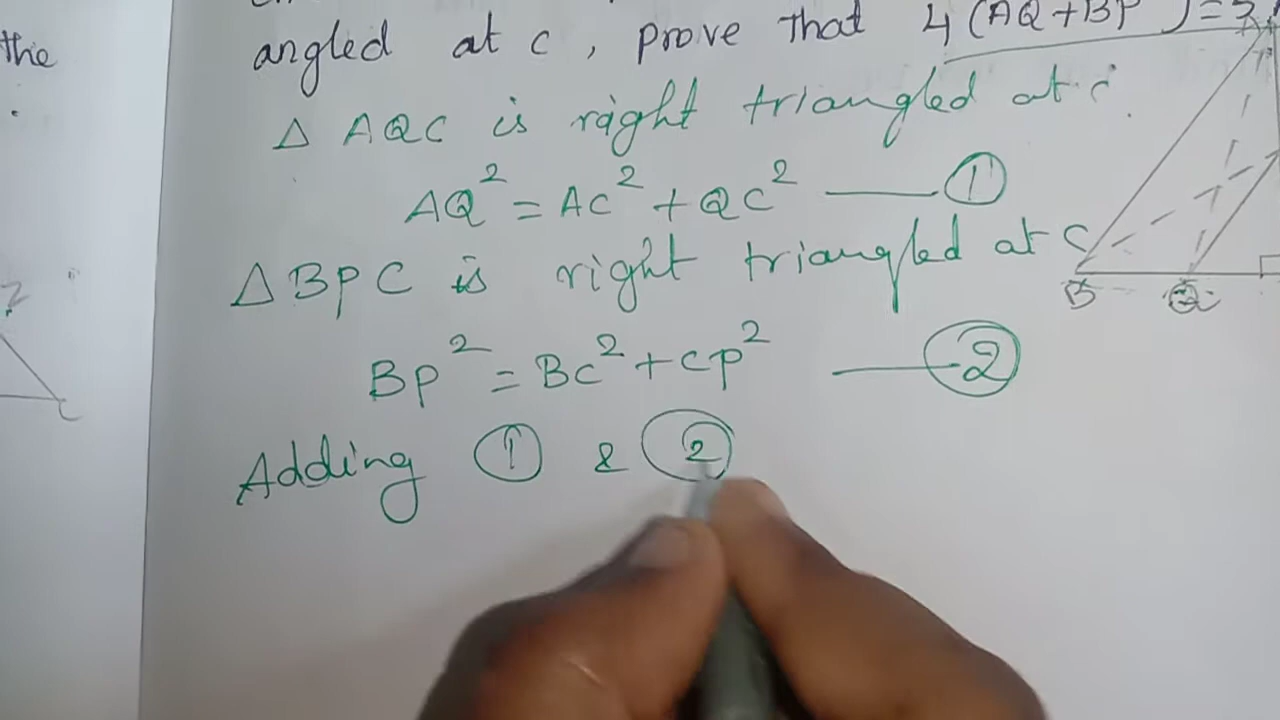 the
angled at c, prove that 4(AQ+BP )=5
Δ AQC is right triangled at c
AQ² = AC² + QC² —— ①
Δ BPC is right triangled at C
B Q
BP² = BC² + CP² —— ②
Adding ① & ②